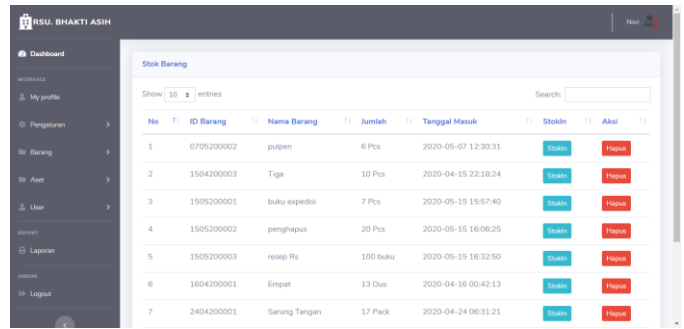 RSU. BHAKTI ASIH
Novi
Dashboard
INTERFACE
My profile
Pengaturan
Barang
Aset
User
REPORT
Laporan
ADDON
Logout
Stok Barang
Show 10 entries
Search:
No ID Barang Nama Barang Jumlah Tanggal Masuk StokIn Aksi
1 0705200002 pulpen 6 Pcs 2020-05-07 12:30:31 StokIn Hapus
2 1504200003 Tiga 10 Pcs 2020-04-15 22:18:24 StokIn Hapus
3 1505200001 buku expedisi 7 Pcs 2020-05-15 15:57:40 StokIn Hapus
4 1505200002 penghapus 20 Pcs 2020-05-15 16:06:25 StokIn Hapus
5 1505200003 resep Rs 100 buku 2020-05-15 16:32:50 StokIn Hapus
6 1604200001 Empat 13 Dus 2020-04-16 00:42:13 StokIn Hapus
7 2404200001 Sarung Tangan 17 Pack 2020-04-24 06:31:21 StokIn Hapus